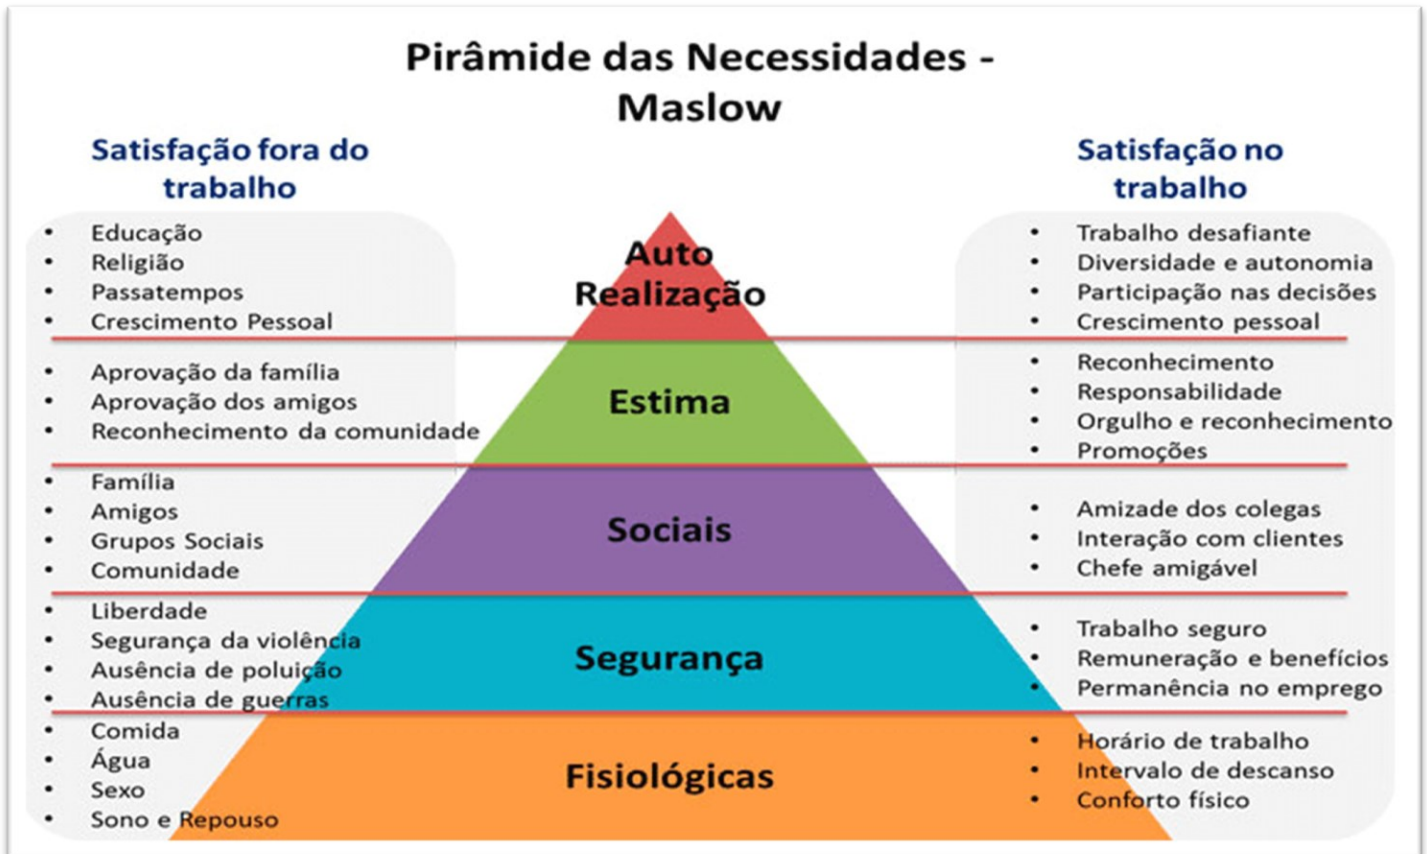 Pirâmide das Necessidades -
Maslow
Satisfação fora do
trabalho
Satisfação no
trabalho
• Educação
• Religião
• Passatempos
• Crescimento Pessoal
Auto
Realização
• Trabalho desafiante
• Diversidade e autonomia
• Participação nas decisões
• Crescimento pessoal
• Aprovação da família
• Aprovação dos amigos
• Reconhecimento da comunidade
Estima
• Reconhecimento
• Responsabilidade
• Orgulho e reconhecimento
• Promoções
• Família
• Amigos
• Grupos Sociais
• Comunidade
Sociais
• Amizade dos colegas
• Interação com clientes
• Chefe amigável
• Liberdade
• Segurança da violência
• Ausência de poluição
• Ausência de guerras
Segurança
• Trabalho seguro
• Remuneração e benefícios
• Permanência no emprego
• Comida
• Água
• Sexo
• Sono e Repouso
Fisiológicas
• Horário de trabalho
• Intervalo de descanso
• Conforto físico